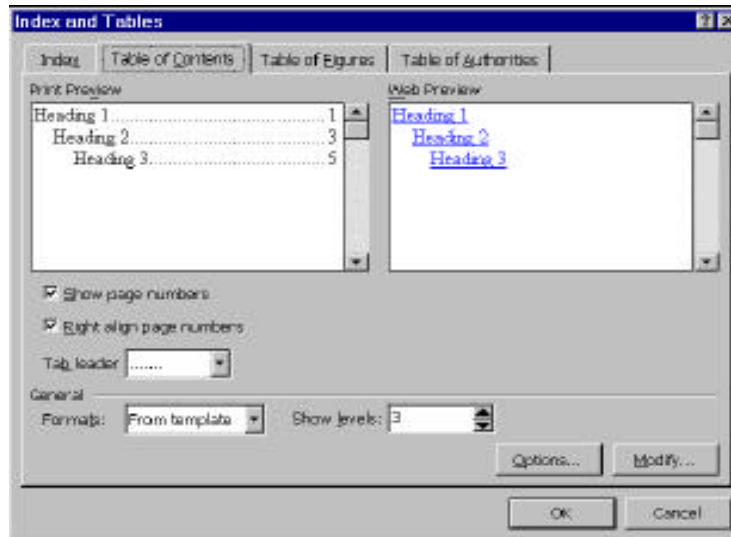 Index and Tables
Index Table of Contents Table of Figures Table of Authorities
Print Preview Web Preview
Heading 1..........................................1 Heading 1
Heading 2......................................3 Heading 2
Heading 3..................................5 Heading 3
Show page numbers
Right align page numbers
Tab leader .......
General
Formats: From template Show levels: 3
Options... Modify...
OK Cancel